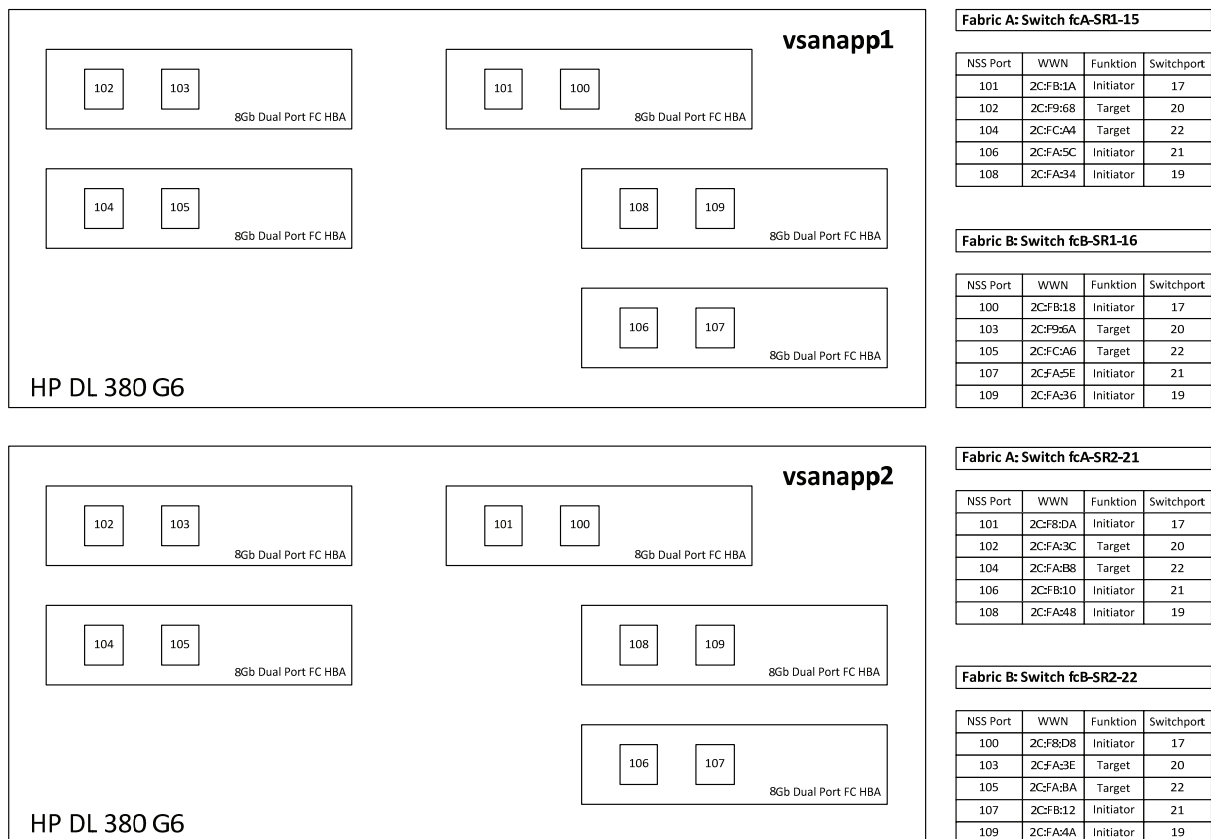 vsanapp1
102 103
8Gb Dual Port FC HBA
101 100
8Gb Dual Port FC HBA
104 105
8Gb Dual Port FC HBA
108 109
8Gb Dual Port FC HBA
106 107
8Gb Dual Port FC HBA
HP DL 380 G6
Fabric A: Switch fcA-SR1-15
NSS Port WWN Funktion Switchport
101 2C:FB:1A Initiator 17
102 2C:F9:68 Target 20
104 2C:FC:A4 Target 22
106 2C:FA:5C Initiator 21
108 2C:FA:34 Initiator 19
Fabric B: Switch fcB-SR1-16
NSS Port WWN Funktion Switchport
100 2C:FB:18 Initiator 17
103 2C:F9:6A Target 20
105 2C:FC:A6 Target 22
107 2C:FA:5E Initiator 21
109 2C:FA:36 Initiator 19
vsanapp2
102 103
8Gb Dual Port FC HBA
101 100
8Gb Dual Port FC HBA
104 105
8Gb Dual Port FC HBA
108 109
8Gb Dual Port FC HBA
106 107
8Gb Dual Port FC HBA
HP DL 380 G6
Fabric A: Switch fcA-SR2-21
NSS Port WWN Funktion Switchport
101 2C:F8:DA Initiator 17
102 2C:FA:3C Target 20
104 2C:FA:B8 Target 22
106 2C:FB:10 Initiator 21
108 2C:FA:48 Initiator 19
Fabric B: Switch fcB-SR2-22
NSS Port WWN Funktion Switchport
100 2C:F8:D8 Initiator 17
103 2C:FA:3E Target 20
105 2C:FA:BA Target 22
107 2C:FB:12 Initiator 21
109 2C:FA:4A Initiator 19